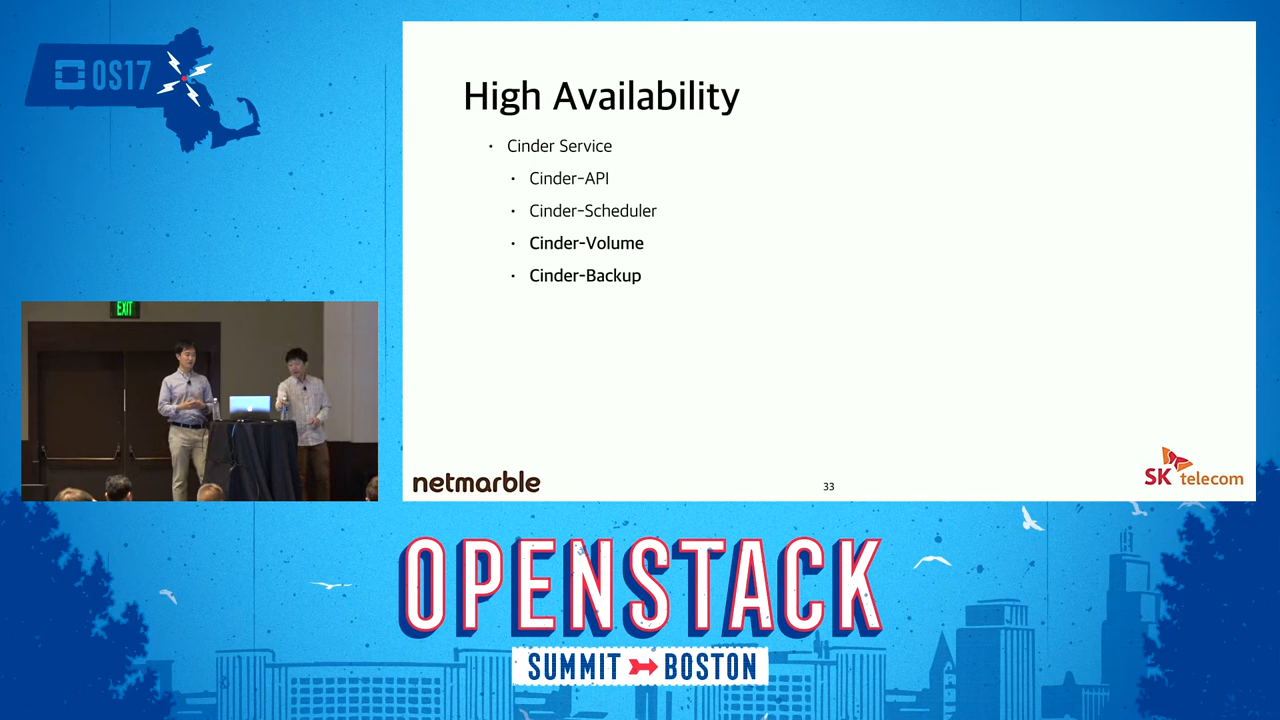 OS17
High Availability
• Cinder Service
• Cinder-API
• Cinder-Scheduler
• Cinder-Volume
• Cinder-Backup
EXIT
netmarble
33
SK telecom
OPENSTACK
SUMMIT BOSTON